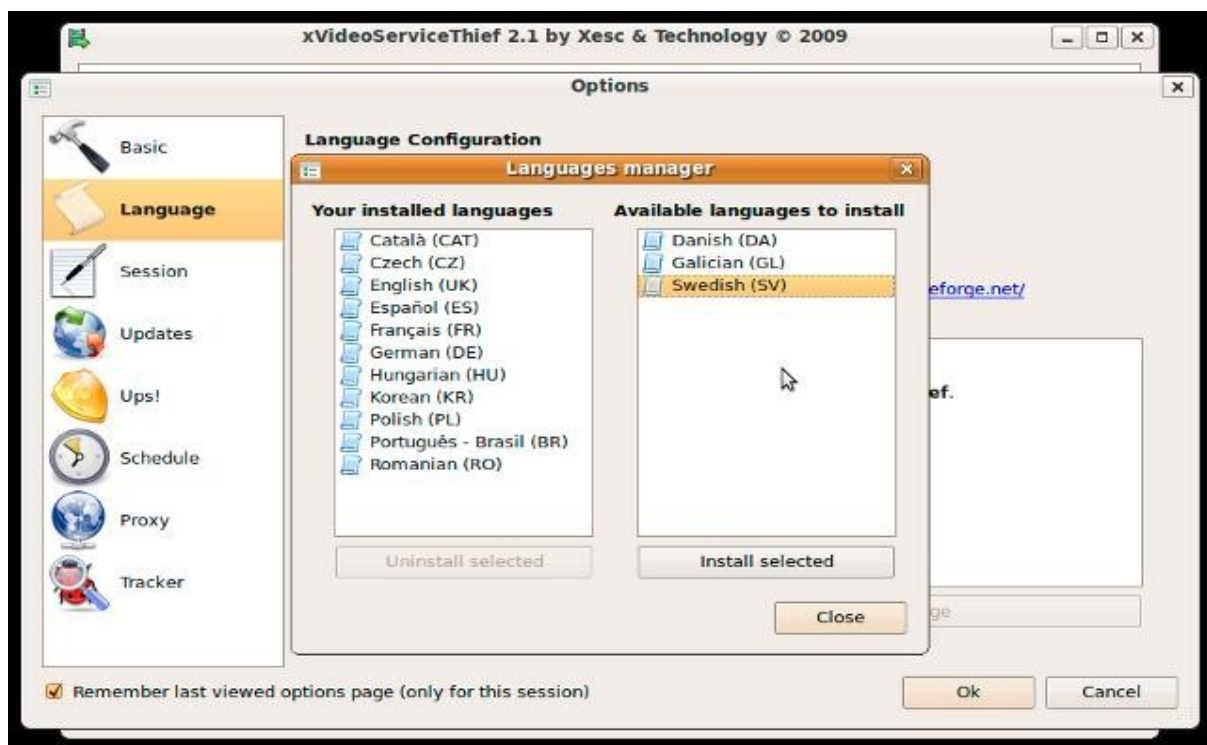 xVideoServiceThief 2.1 by Xesc & Technology © 2009
Options
Basic
Language
Session
Updates
Ups!
Schedule
Proxy
Tracker
Language Configuration
Languages manager
Your installed languages
Català (CAT)
Czech (CZ)
English (UK)
Español (ES)
Français (FR)
German (DE)
Hungarian (HU)
Korean (KR)
Polish (PL)
Português - Brasil (BR)
Romanian (RO)
Uninstall selected
Available languages to install
Danish (DA)
Galician (GL)
Swedish (SV)
Install selected
Close
eforge.net/
ef.
ge
Remember last viewed options page (only for this session)
Ok
Cancel